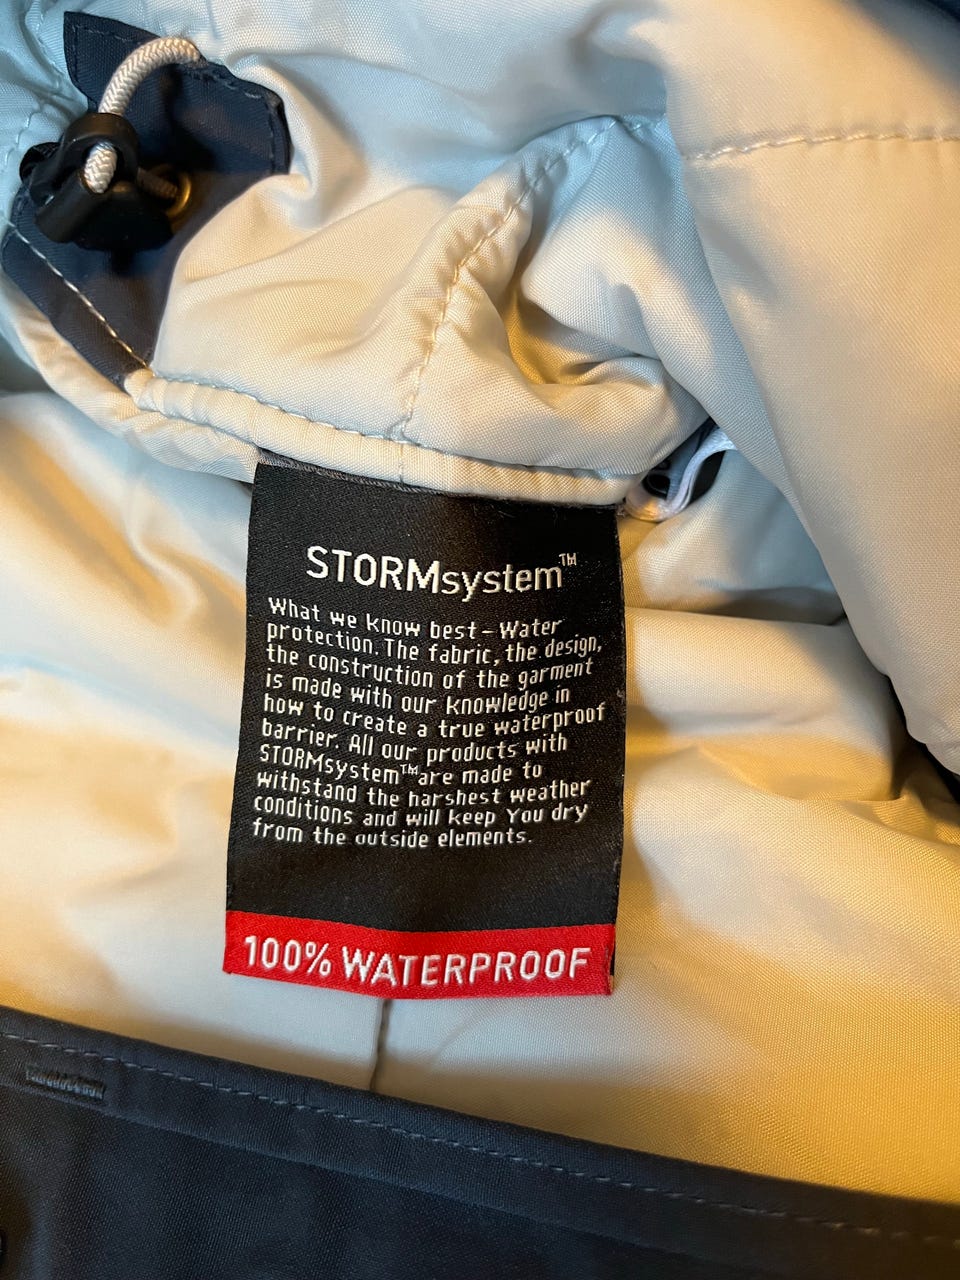 STORMsystem™
What we know best – Water
protection. The fabric, the design,
the construction of the garment
is made with our knowledge in
how to create a true waterproof
barrier. All our products with
STORMsystem™ are made to
withstand the harshest weather
conditions and will keep You dry
from the outside elements.
100% WATERPROOF